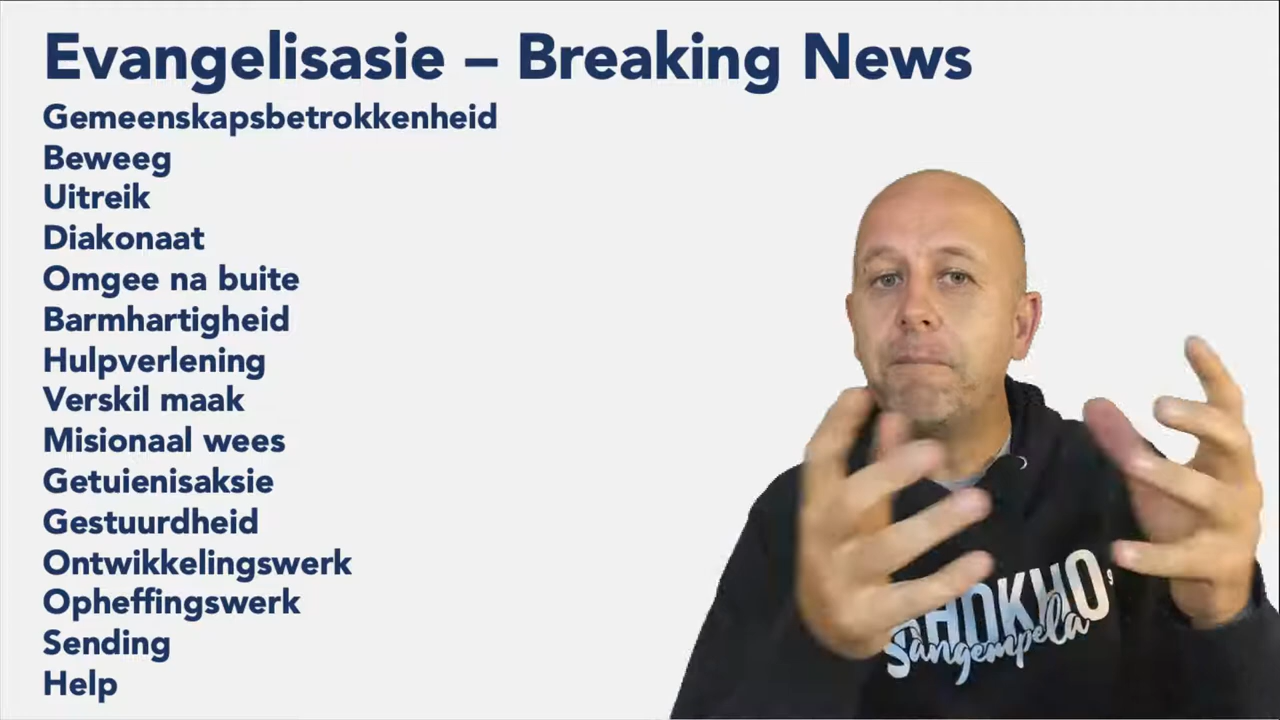 Evangelisasie – Breaking News
Gemeenskapsbetrokkenheid
Beweeg
Uitreik
Diakonaat
Omgee na buite
Barmhartigheid
Hulpverlening
Verskil maak
Misionaal wees
Getuienisaksie
Gestuurdheid
Ontwikkelingswerk
Opheffingswerk
Sending
Help
Sangempela